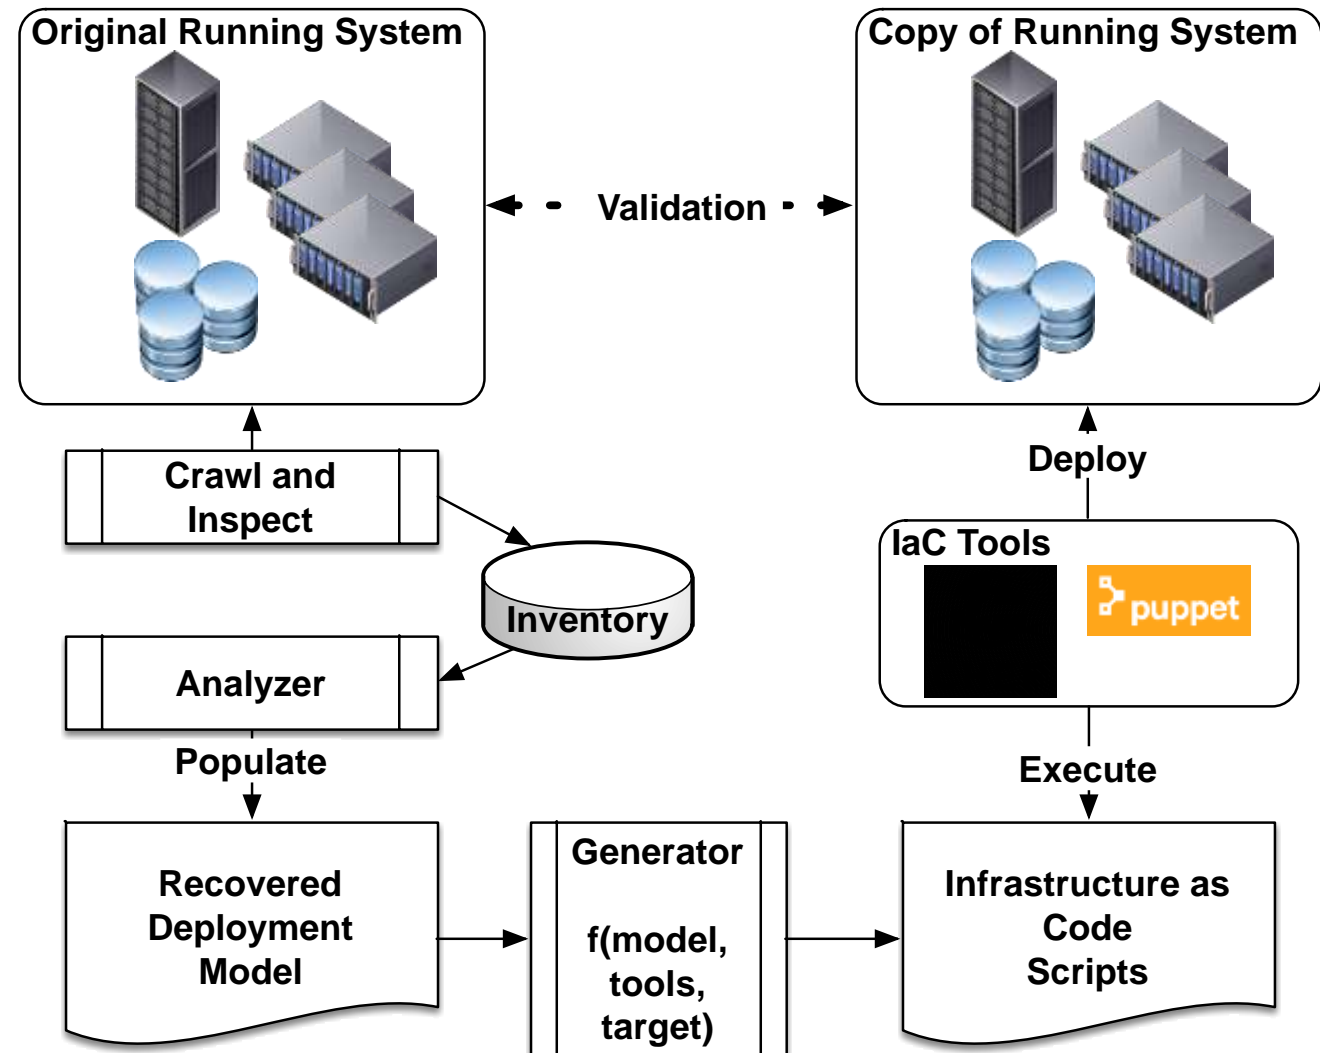 Original Running System
Copy of Running System
Validation
Crawl and
Inspect
Deploy
IaC Tools
puppet
Inventory
Analyzer
Populate
Execute
Recovered
Deployment
Model
Generator
f(model,
tools,
target)
Infrastructure as
Code
Scripts